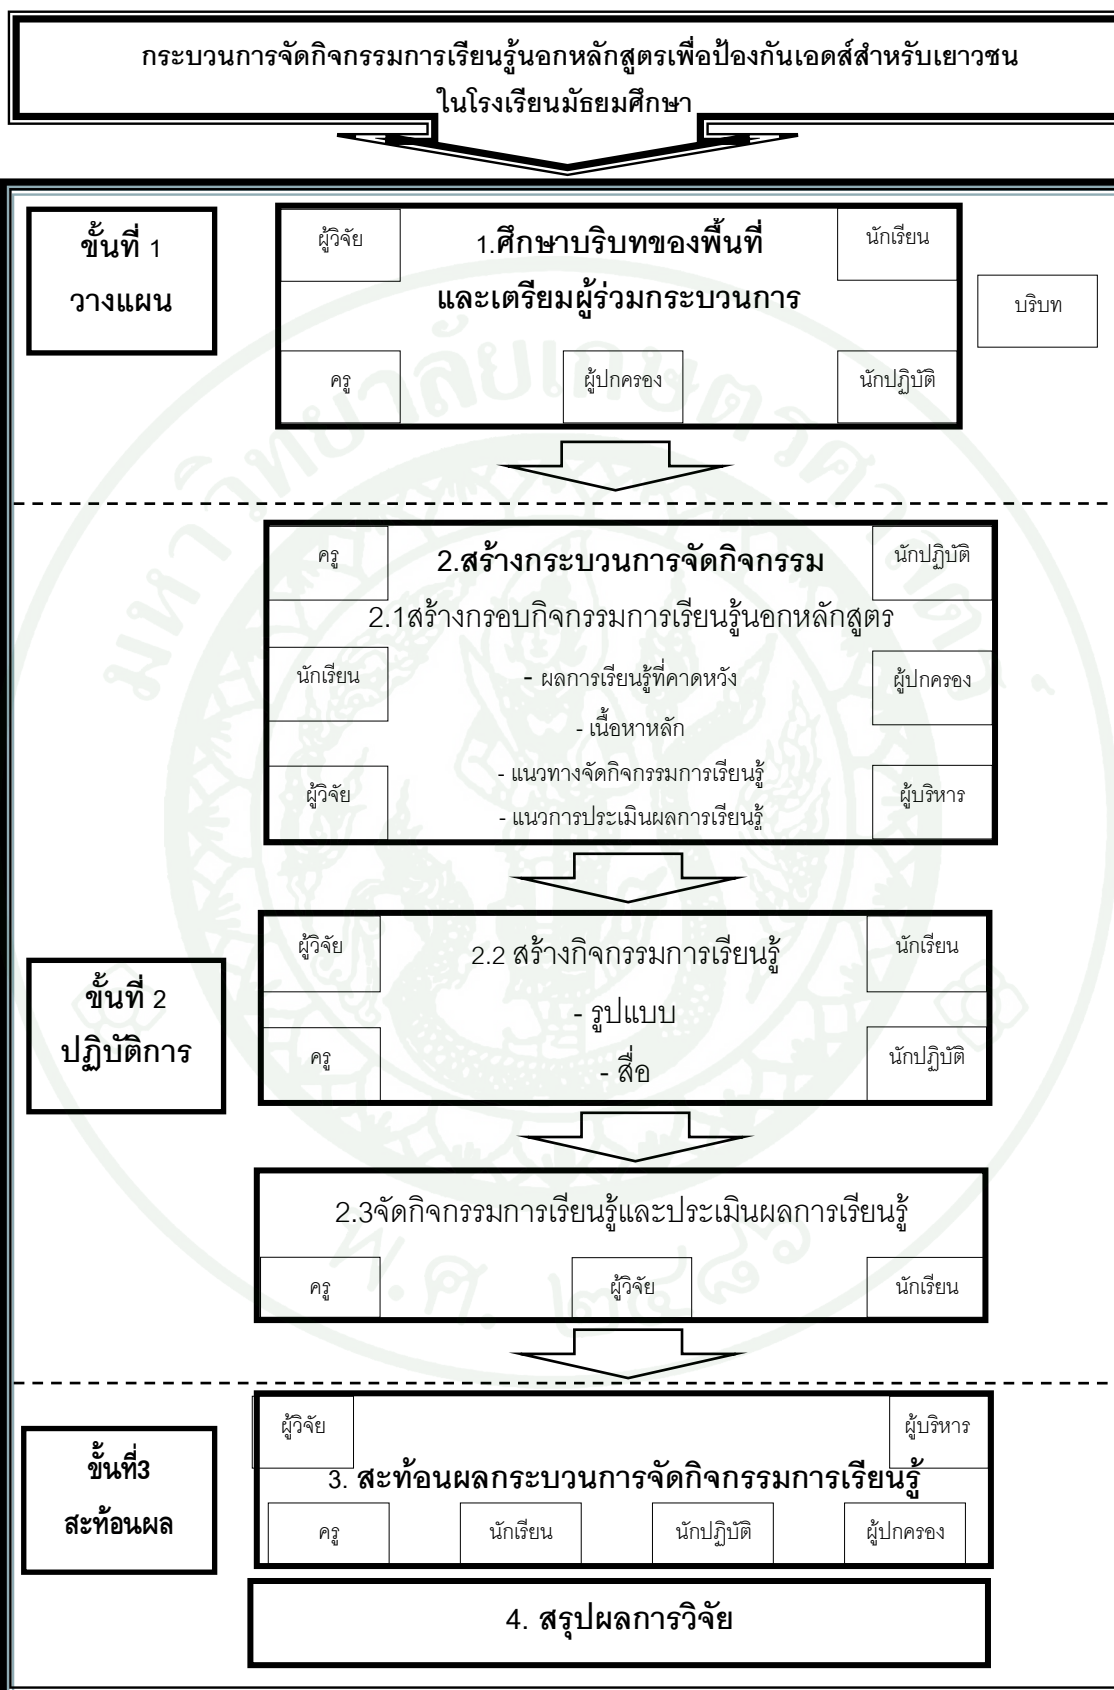 กระบวนการจัดกิจกรรมการเรียนรู้นอกหลักสูตรเพื่อป้องกันเอดส์สำหรับเยาวชน
ในโรงเรียนมัธยมศึกษา
ขั้นที่ 1
วางแผน
ผู้วิจัย
1.ศึกษาบริบทของพื้นที่
และเตรียมผู้ร่วมกระบวนการ
นักเรียน
บริบท
ครู
ผู้ปกครอง
นักปฏิบัติ
ครู
2.สร้างกระบวนการจัดกิจกรรม
นักปฏิบัติ
2.1สร้างกรอบกิจกรรมการเรียนรู้นอกหลักสูตร
นักเรียน
- ผลการเรียนรู้ที่คาดหวัง
ผู้ปกครอง
- เนื้อหาหลัก
- แนวทางจัดกิจกรรมการเรียนรู้
ผู้วิจัย
ผู้บริหาร
- แนวการประเมินผลการเรียนรู้
ขั้นที่ 2
ปฏิบัติการ
ผู้วิจัย
2.2 สร้างกิจกรรมการเรียนรู้
นักเรียน
- รูปแบบ
ครู
- สื่อ
นักปฏิบัติ
2.3จัดกิจกรรมการเรียนรู้และประเมินผลการเรียนรู้
ครู
ผู้วิจัย
นักเรียน
ขั้นที่3
สะท้อนผล
ผู้วิจัย
ผู้บริหาร
3. สะท้อนผลกระบวนการจัดกิจกรรมการเรียนรู้
ครู
นักเรียน
นักปฏิบัติ
ผู้ปกครอง
4. สรุปผลการวิจัย
มหาวิทยาลัยเกษตรศาสตร์
พ.ศ. ๒๔๘๖